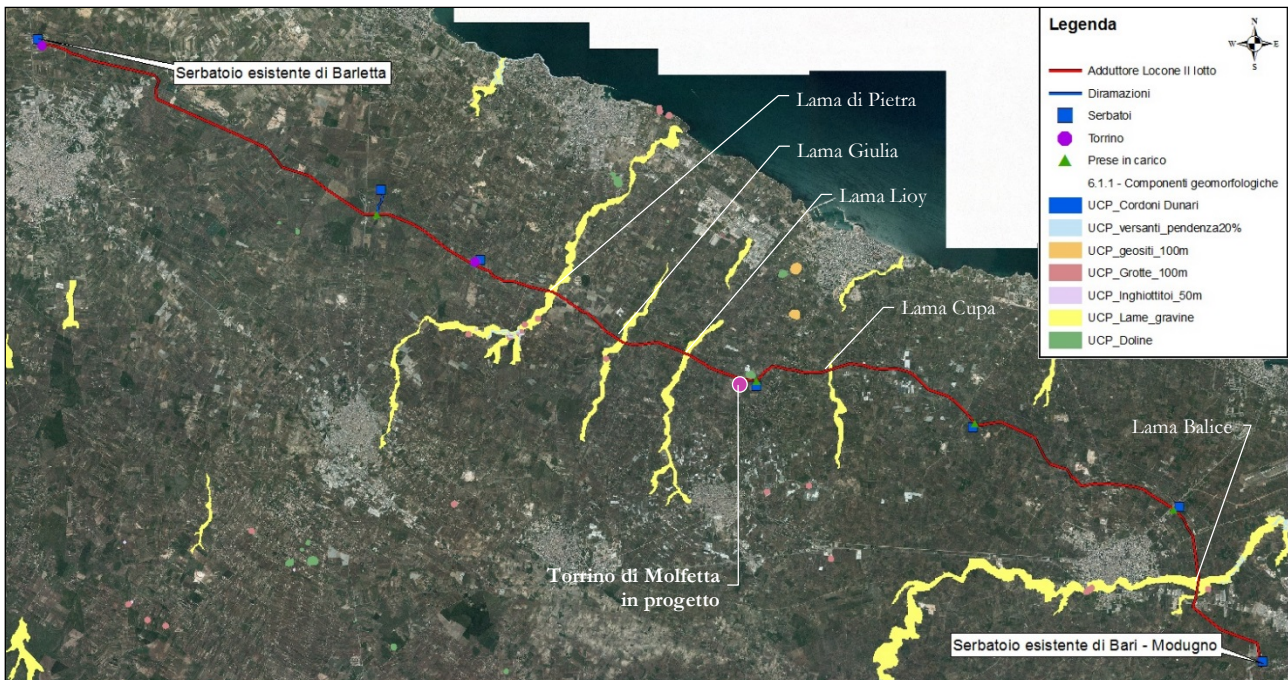 Serbatoio esistente di Barletta
Lama di Pietra
Lama Giulia
Lama Lioy
Lama Cupa
Lama Balice
Torrino di Molfetta
in progetto
Serbatoio esistente di Bari - Modugno
Legenda
N
W
E
S
Adduttore Locone II lotto
Diramazioni
Serbatoi
Torrino
Prese in carico
6.1.1 - Componenti geomorfologiche
UCP_Cordoni Dunari
UCP_versanti_pendenza20%
UCP_geositi_100m
UCP_Grotte_100m
UCP_Inghiottitoi_50m
UCP_Lame_gravine
UCP_Doline